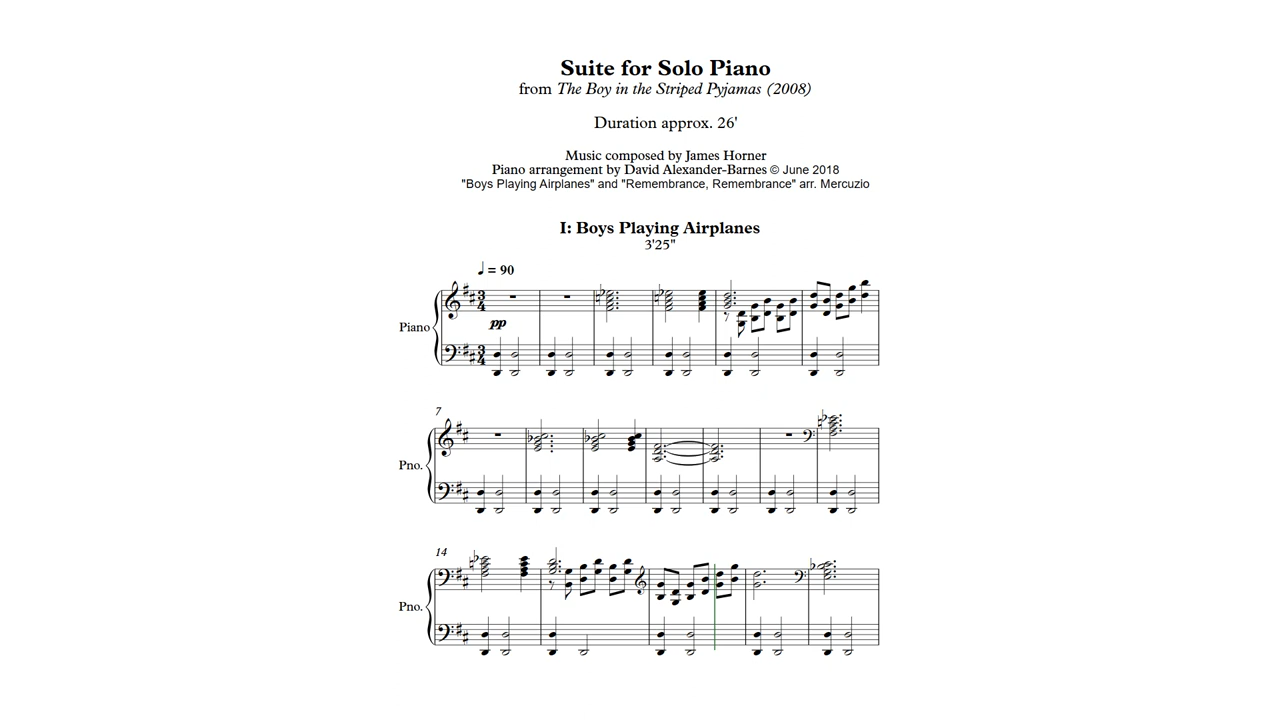 Suite for Solo Piano
from The Boy in the Striped Pyjamas (2008)
Duration approx. 26'
Music composed by James Horner
Piano arrangement by David Alexander-Barnes © June 2018
"Boys Playing Airplanes" and "Remembrance, Remembrance" arr. Mercuzio
I: Boys Playing Airplanes
3'25"
♩ = 90
Piano
pp
7
Pno.
14
Pno.